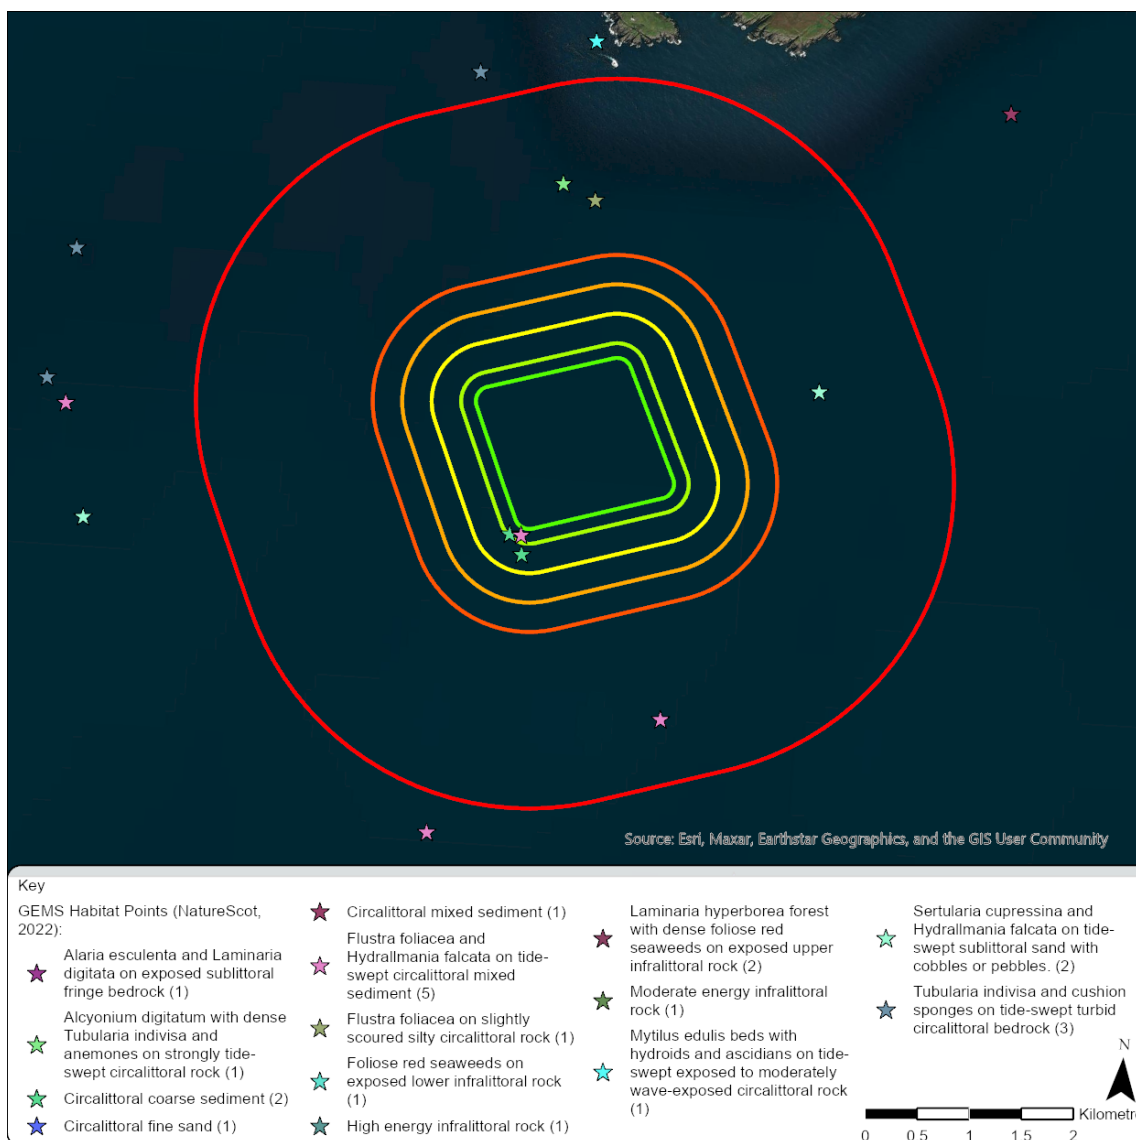 Source: Esri, Maxar, Earthstar Geographics, and the GIS User Community
Key
GEMS Habitat Points (NatureScot,
2022):
Alaria esculenta and Laminaria
digitata on exposed sublittoral
fringe bedrock (1)
Alcyonium digitatum with dense
Tubularia indivisa and
anemones on strongly tide-
swept circalittoral rock (1)
Circalittoral coarse sediment (2)
Circalittoral fine sand (1)
Circalittoral mixed sediment (1)
Flustra foliacea and
Hydrallmania falcata on tide-
swept circalittoral mixed
sediment (5)
Flustra foliacea on slightly
scoured silty circalittoral rock (1)
Foliose red seaweeds on
exposed lower infralittoral rock
(1)
High energy infralittoral rock (1)
Laminaria hyperborea forest
with dense foliose red
seaweeds on exposed upper
infralittoral rock (2)
Moderate energy infralittoral
rock (1)
Mytilus edulis beds with
hydroids and ascidians on tide-
swept exposed to moderately
wave-exposed circalittoral rock
(1)
Sertularia cupressina and
Hydrallmania falcata on tide-
swept sublittoral sand with
cobbles or pebbles. (2)
Tubularia indivisa and cushion
sponges on tide-swept turbid
circalittoral bedrock (3)
N
Kilometre
0 0.5 1 1.5 2